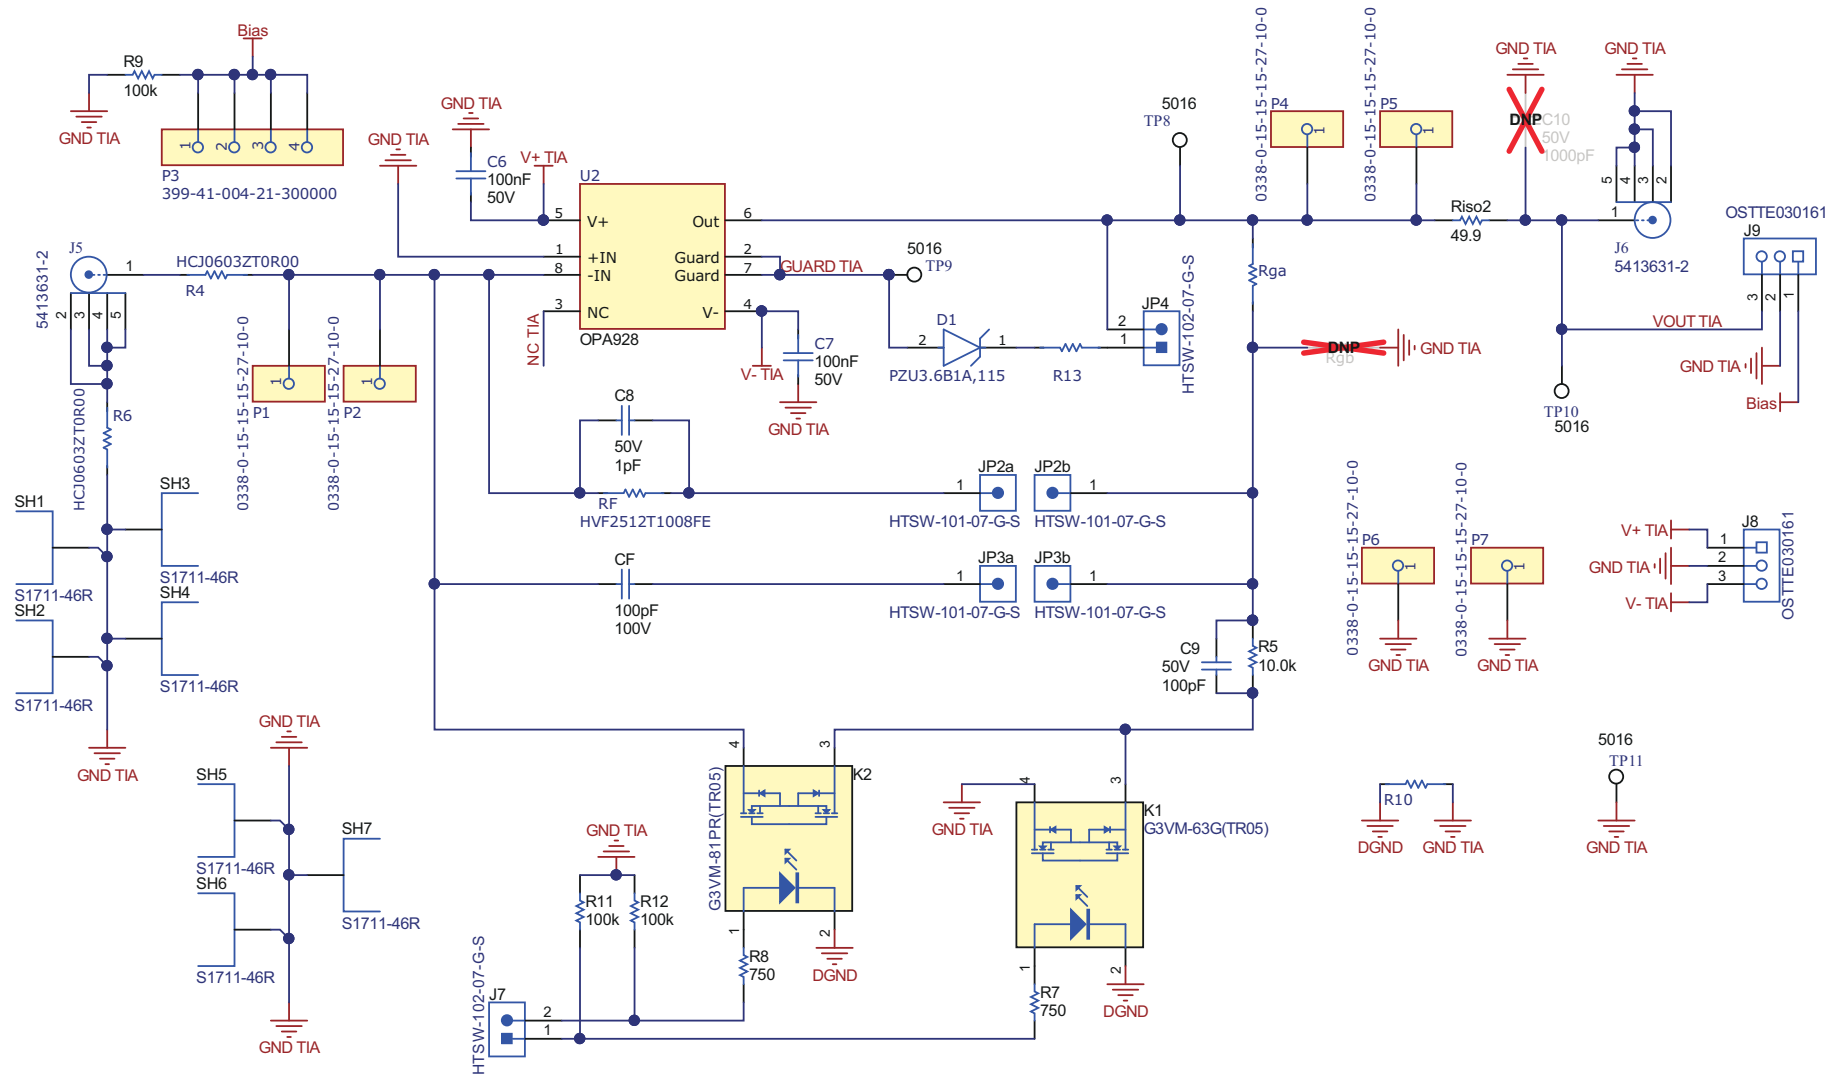 Bias
R9
100k
GND TIA
1
2
3
4
P3
399-41-004-21-300000
GND TIA
GND TIA
C6
100nF
50V
V+ TIA
U2
5
V+
1
+IN
8
-IN
3
NC
Out
6
Guard
2
Guard
7
V-
4
OPA928
NC TIA
J5
5413631-2
1
2
3
4
5
HCJ0603ZT0R00
R4
R6
HCJ0603ZT0R00
P1
1
0338-0-15-15-27-10-0
P2
1
0338-0-15-15-27-10-0
GUARD TIA
5016
TP9
V- TIA
C7
100nF
50V
GND TIA
2
D1
1
PZU3.6B1A,115
R13
JP4
2
1
HTSW-102-07-G-S
5016
TP8
0338-0-15-15-27-10-0
P4
1
0338-0-15-15-27-10-0
P5
1
GND TIA
DNP
C10
50V
1000pF
GND TIA
5
4
3
2
1
J6
5413631-2
Riso2
49.9
Rga
DNP
Rgb
GND TIA
OSTTE030161
J9
3
2
1
VOUT TIA
GND TIA
Bias
TP10
5016
C8
50V
1pF
RF
HVF2512T1008FE
1
JP2a
HTSW-101-07-G-S
JP2b
1
HTSW-101-07-G-S
CF
100pF
100V
1
JP3a
HTSW-101-07-G-S
JP3b
1
HTSW-101-07-G-S
C9
50V
100pF
R5
10.0k
0338-0-15-15-27-10-0
P6
1
GND TIA
0338-0-15-15-27-10-0
P7
1
GND TIA
V+ TIA
GND TIA
V- TIA
J8
1
2
3
OSTTE030161
SH1
S1711-46R
SH2
S1711-46R
SH3
S1711-46R
SH4
S1711-46R
GND TIA
GND TIA
SH5
S1711-46R
SH6
S1711-46R
SH7
S1711-46R
GND TIA
4
3
K2
G3VM-81PR(TR05)
1
2
DGND
R8
750
GND TIA
R11
100k
R12
100k
J7
2
1
HTSW-102-07-G-S
GND TIA
4
3
K1
G3VM-63G(TR05)
1
2
DGND
R7
750
R10
DGND
GND TIA
5016
TP11
GND TIA